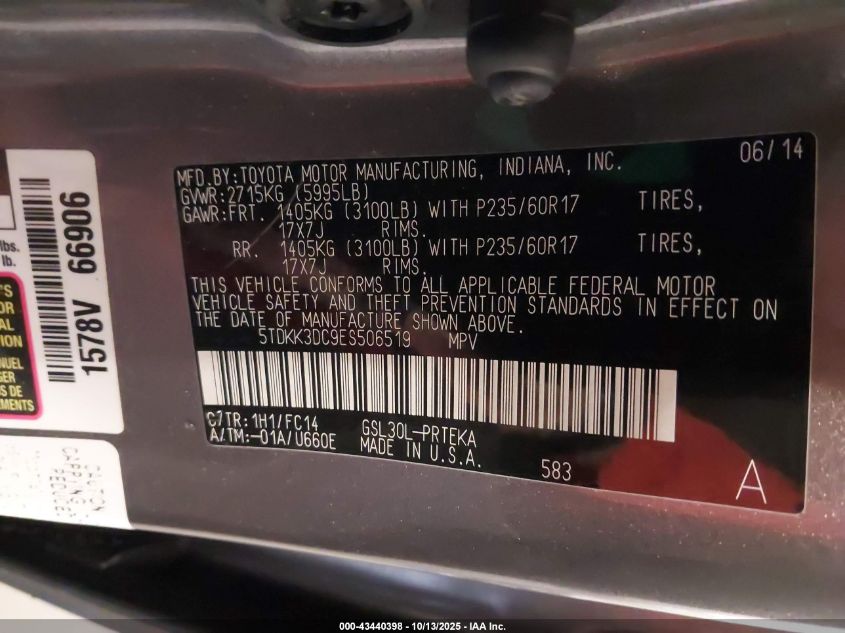 MFD.BY:TOYOTA MOTOR MANUFACTURING, INDIANA, INC. 06/14
GVWR:2715KG (5995LB)
GAWR:FRT. 1405KG (3100LB) WITH P235/60R17 TIRES,
17X7J RIMS.
RR. 1405KG (3100LB) WITH P235/60R17 TIRES,
17X7J RIMS.
THIS VEHICLE CONFORMS TO ALL APPLICABLE FEDERAL MOTOR
VEHICLE SAFETY AND THEFT PREVENTION STANDARDS IN EFFECT ON
THE DATE OF MANUFACTURE SHOWN ABOVE.
5TDKK3DC9ES506519 MPV
C/TR:1H1/FC14 GSL30L-PRTEKA
A/TM:-01A/U660E MADE IN U.S.A.
583
A
1578V 66906
lbs.
lb.
000-43440398 - 10/13/2025 - IAA Inc.